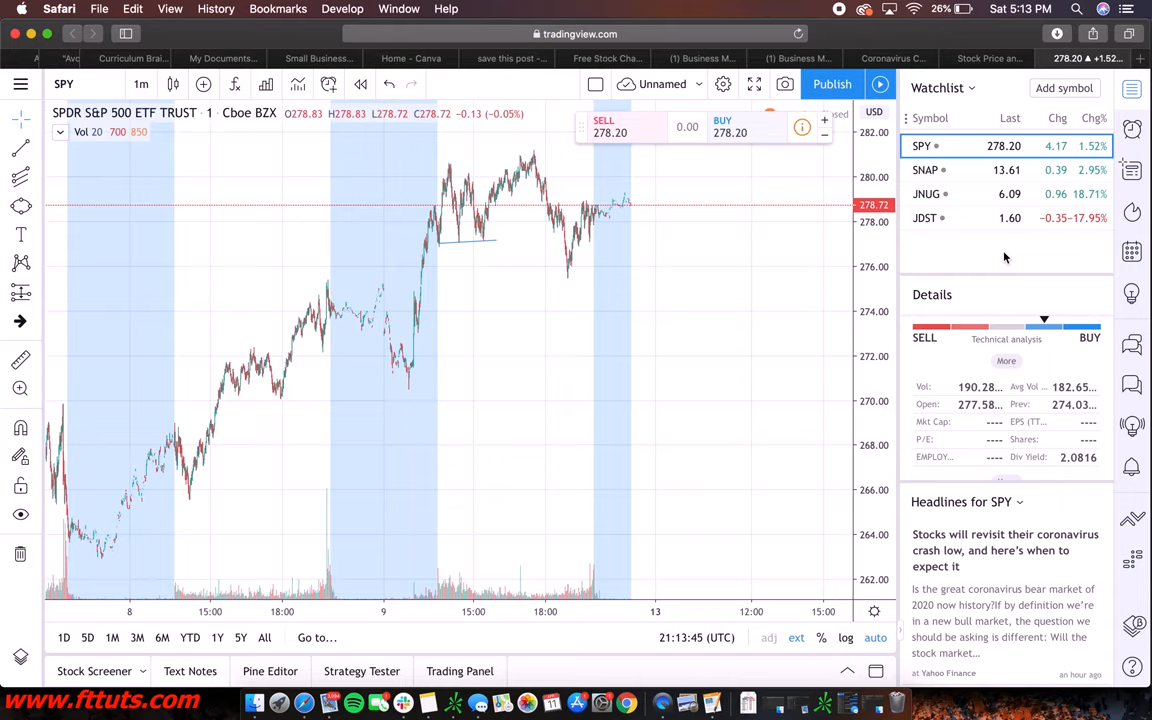 Safari File Edit View History Bookmarks Develop Window Help 26% Sat 5:13 PM
tradingview.com
A "Avc Curriculum Brai... My Documents... Small Business... Home - Canva save this post -... Free Stock Cha... (1) Business M... (1) Business M... Coronavirus C... Stock Price an... 278.20 ▲ +1.52...
SPY 1m Unnamed Publish
SPDR S&P 500 ETF TRUST · 1 · Cboe BZX O278.83 H278.83 L278.72 C278.72 -0.13 (-0.05%)
Vol 20 700 850
SELL 278.20 0.00 BUY 278.20
USD
282.00
280.00
278.72
278.00
276.00
274.00
272.00
270.00
268.00
266.00
264.00
262.00
8 15:00 18:00 9 15:00 18:00 13 12:00 15:00
1D 5D 1M 3M 6M YTD 1Y 5Y All Go to... 21:13:45 (UTC) adj ext % log auto
Stock Screener Text Notes Pine Editor Strategy Tester Trading Panel
Watchlist Add symbol
Symbol Last Chg Chg%
SPY 278.20 4.17 1.52%
SNAP 13.61 0.39 2.95%
JNUG 6.09 0.96 18.71%
JDST 1.60 -0.35 -17.95%
Details
SELL Technical analysis BUY
More
Vol: 190.28... Avg Vol ... 182.65...
Open: 277.58... Prev: 274.03...
Mkt Cap: ---- EPS (TT... ----
P/E: ---- Shares: ----
EMPLOY... ---- Div Yield: 2.0816
Headlines for SPY
Stocks will revisit their coronavirus
crash low, and here's when to
expect it
Is the great coronavirus bear market of
2020 now history?If by definition we're
in a new bull market, the question we
should be asking is different: Will the
stock market...
at Yahoo Finance an hour ago
www.fttuts.com